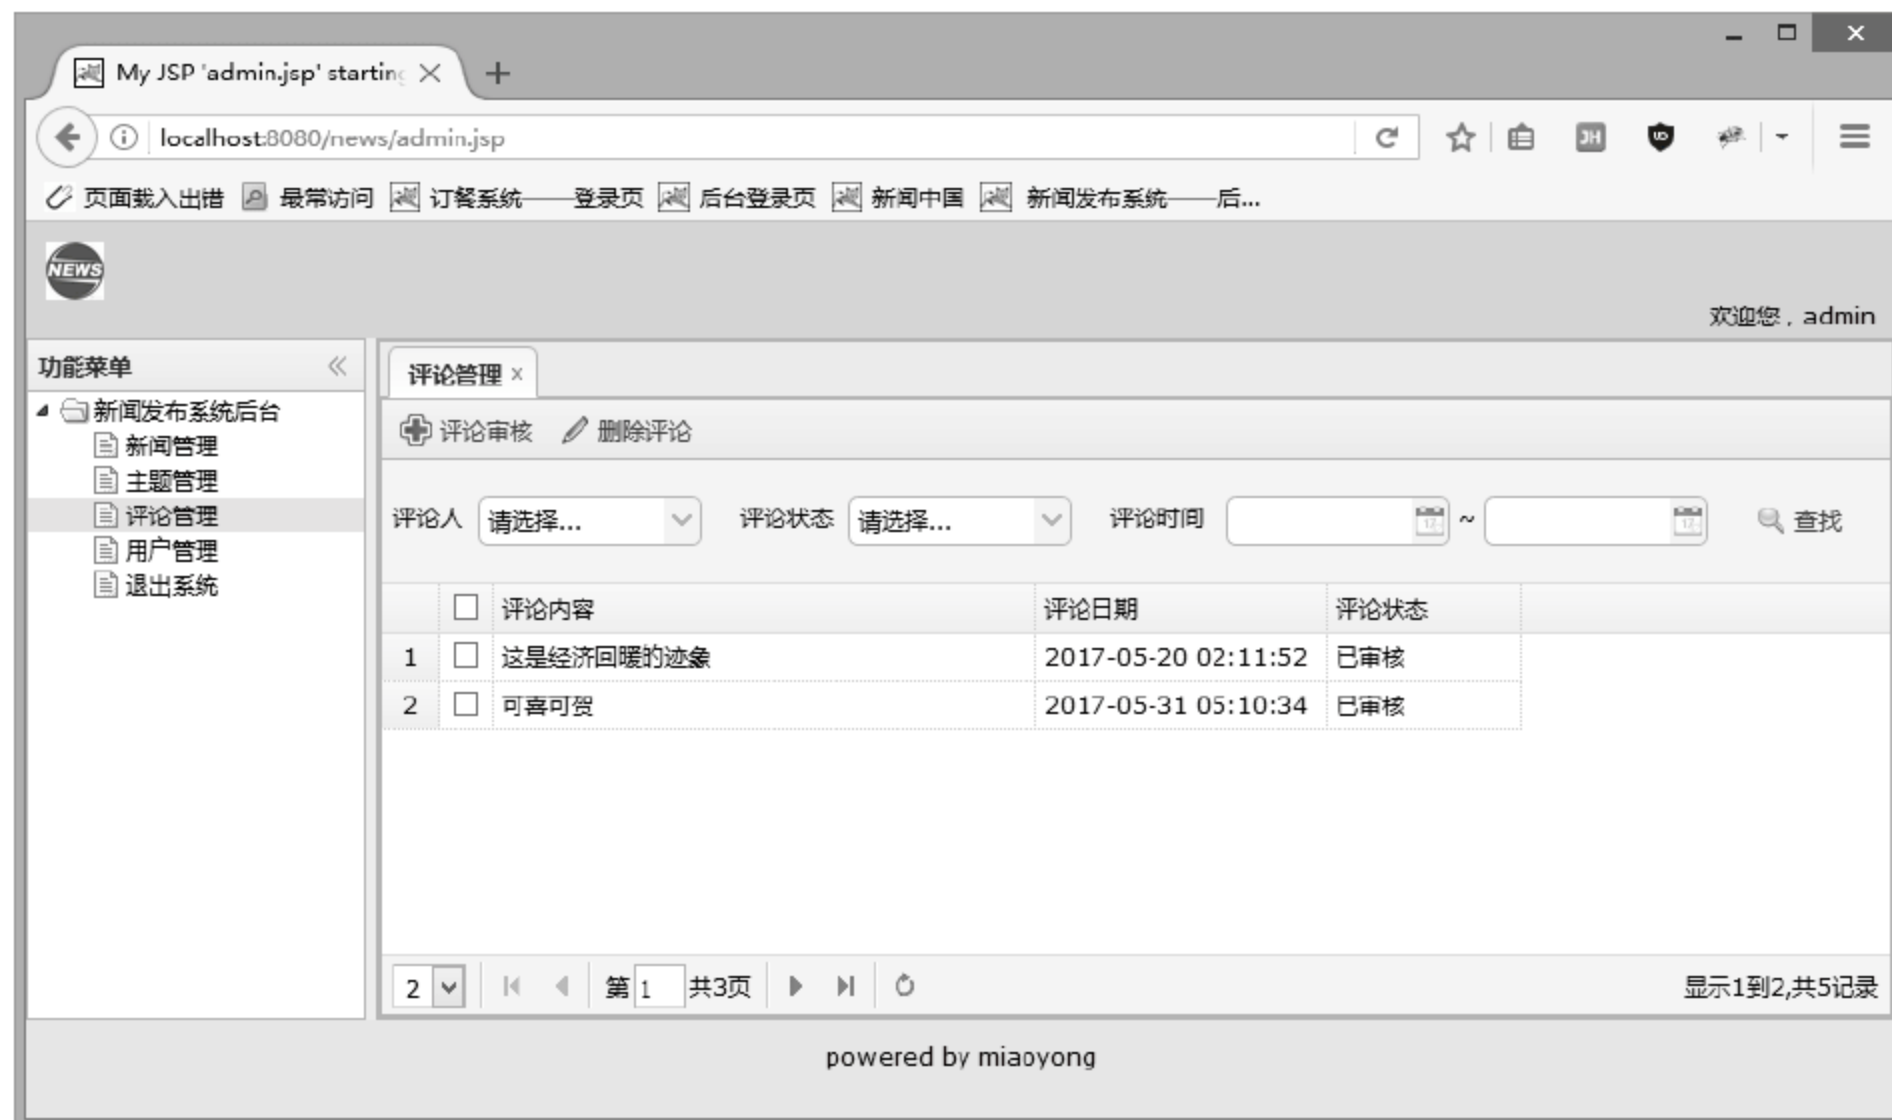 My JSP 'admin.jsp' starting
localhost:8080/news/admin.jsp
页面载入出错 最常访问 订餐系统——登录页 后台登录页 新闻中国 新闻发布系统——后...
NEWS
欢迎您，admin
功能菜单
评论管理
新闻发布系统后台
新闻管理
主题管理
评论管理
用户管理
退出系统
评论审核 删除评论
评论人 请选择... 评论状态 请选择... 评论时间 ~ 查找
评论内容 评论日期 评论状态
1 这是经济回暖的迹象 2017-05-20 02:11:52 已审核
2 可喜可贺 2017-05-31 05:10:34 已审核
2 第 1 共3页 显示1到2,共5记录
powered by miaoyong